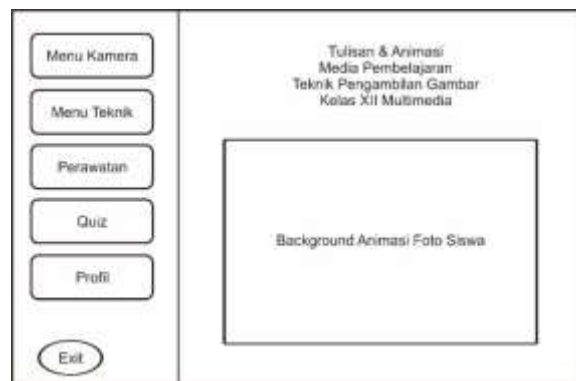 Menu Kamera
Menu Teknik
Perawatan
Quiz
Profil
Exit
Tulisan & Animasi
Media Pembelajaran
Teknik Pengambilan Gambar
Kelas XII Multimedia
Background Animasi Foto Siswa